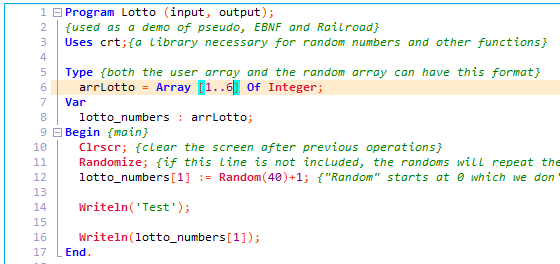 1 Program Lotto (input, output);
2 {used as a demo of pseudo, EBNF and Railroad}
3 Uses crt;{a library necessary for random numbers and other functions}
4
5 Type {both the user array and the random array can have this format}
6 arrLotto = Array [1..6] Of Integer;
7 Var
8 lotto_numbers : arrLotto;
9 Begin {main}
10 Clrscr; {clear the screen after previous operations}
11 Randomize; {if this line is not included, the randoms will repeat the
12 lotto_numbers[1] := Random(40)+1; {"Random" starts at 0 which we don'
13
14 Writeln('Test');
15
16 Writeln(lotto_numbers[1]);
17 End.